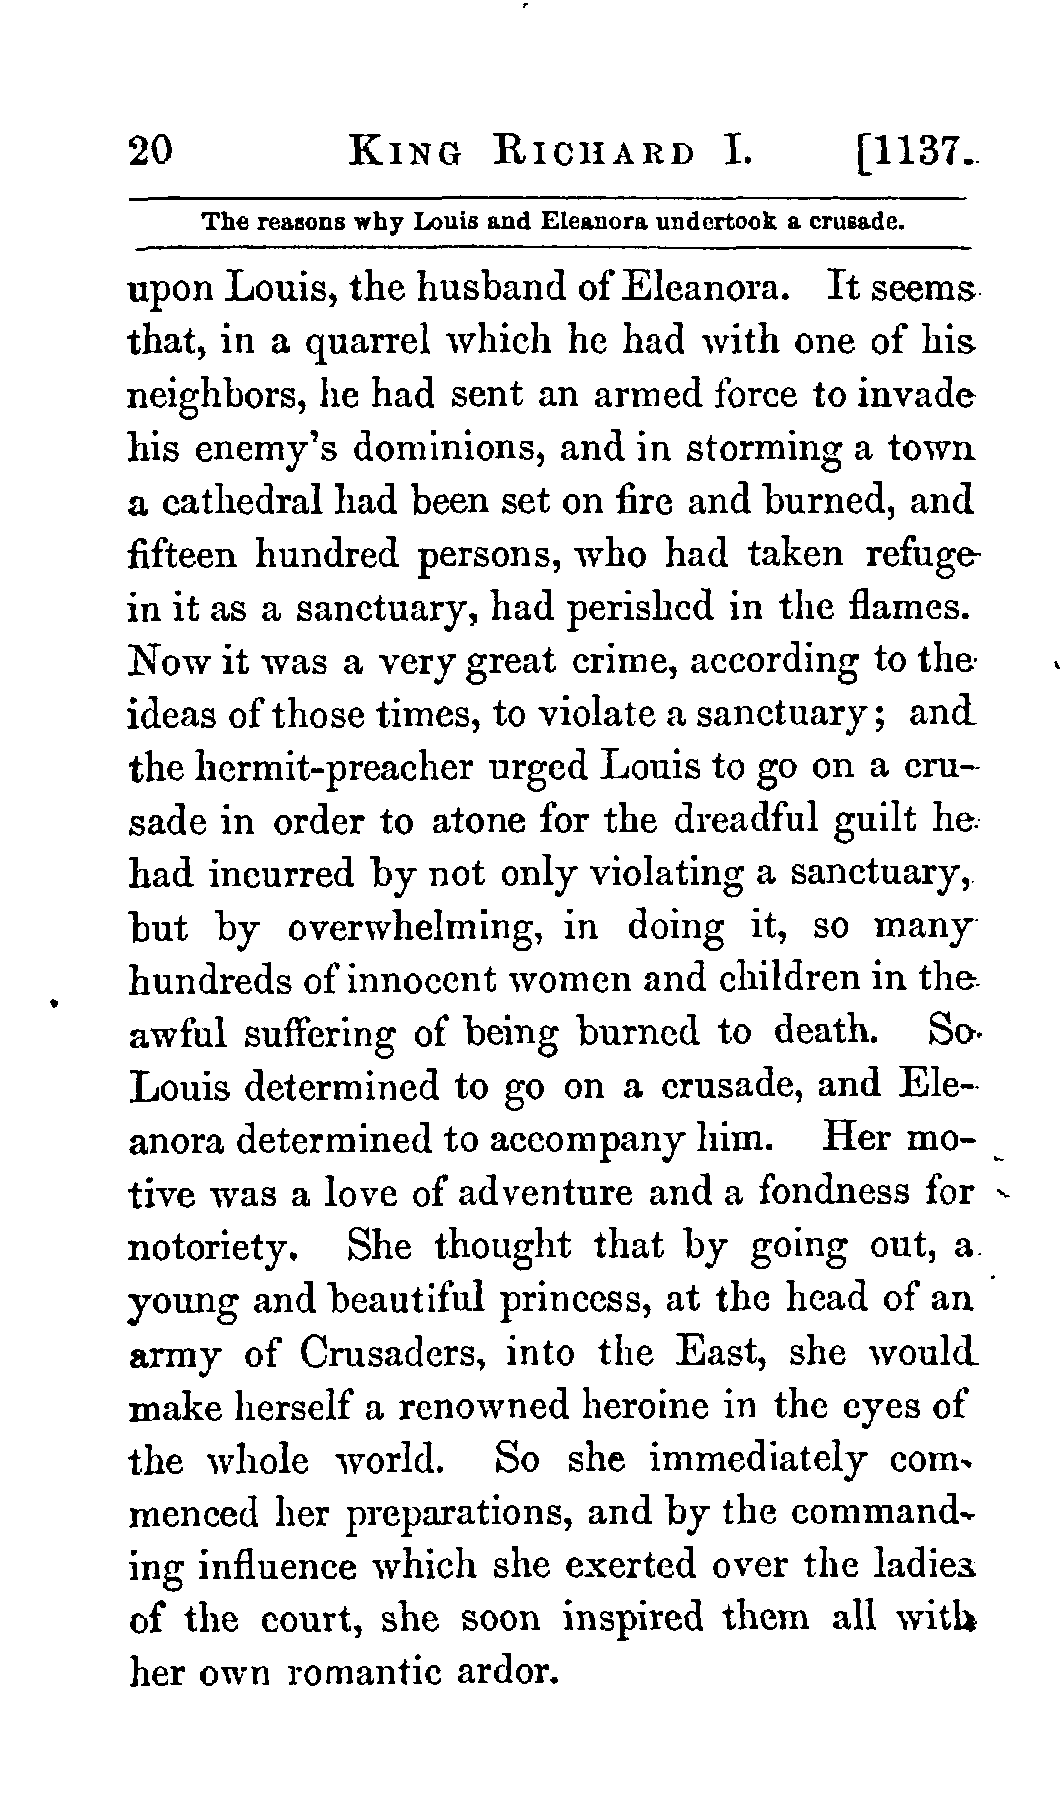 20 KING RICHARD I. [1137.
The reasons why Louis and Eleanora undertook a crusade.
upon Louis, the husband of Eleanora. It seems
that, in a quarrel which he had with one of his
neighbors, he had sent an armed force to invade
his enemy's dominions, and in storming a town
a cathedral had been set on fire and burned, and
fifteen hundred persons, who had taken refuge
in it as a sanctuary, had perished in the flames.
Now it was a very great crime, according to the
ideas of those times, to violate a sanctuary; and
the hermit-preacher urged Louis to go on a cru-
sade in order to atone for the dreadful guilt he
had incurred by not only violating a sanctuary,
but by overwhelming, in doing it, so many
hundreds of innocent women and children in the
awful suffering of being burned to death. So
Louis determined to go on a crusade, and Ele-
anora determined to accompany him. Her mo-
tive was a love of adventure and a fondness for
notoriety. She thought that by going out, a
young and beautiful princess, at the head of an
army of Crusaders, into the East, she would
make herself a renowned heroine in the eyes of
the whole world. So she immediately com-
menced her preparations, and by the command-
ing influence which she exerted over the ladies
of the court, she soon inspired them all with
her own romantic ardor.